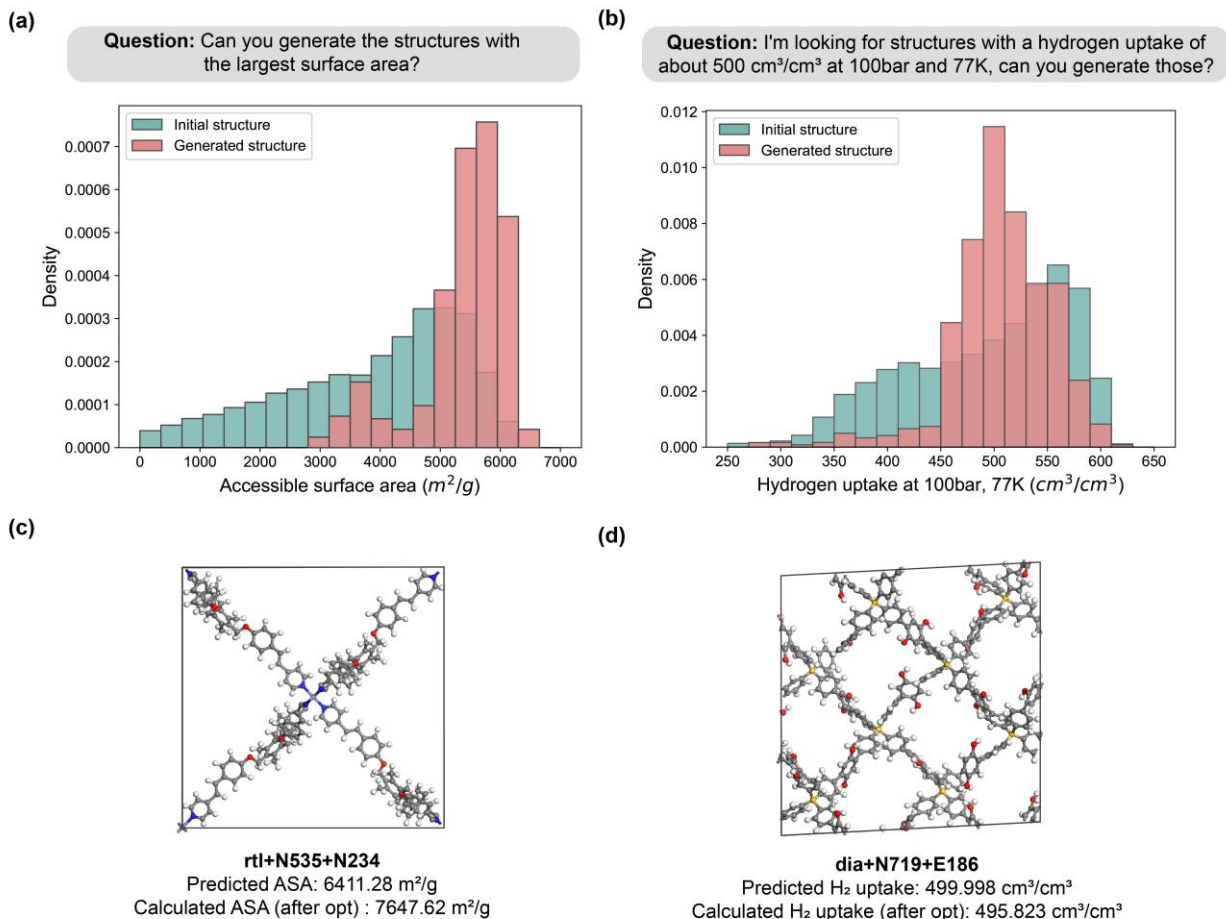 (a)
Question: Can you generate the structures with
the largest surface area?
Initial structure
Generated structure
0.0007
0.0006
0.0005
0.0004
0.0003
0.0002
0.0001
0.0000
Density
0 1000 2000 3000 4000 5000 6000 7000
Accessible surface area (m²/g)
(b)
Question: I'm looking for structures with a hydrogen uptake of
about 500 cm³/cm³ at 100bar and 77K, can you generate those?
Initial structure
Generated structure
0.012
0.010
0.008
0.006
0.004
0.002
0.000
Density
250 300 350 400 450 500 550 600 650
Hydrogen uptake at 100bar, 77K (cm³/cm³)
(c)
rtl+N535+N234
Predicted ASA: 6411.28 m²/g
Calculated ASA (after opt) : 7647.62 m²/g
(d)
dia+N719+E186
Predicted H₂ uptake: 499.998 cm³/cm³
Calculated H₂ uptake (after opt): 495.823 cm³/cm³